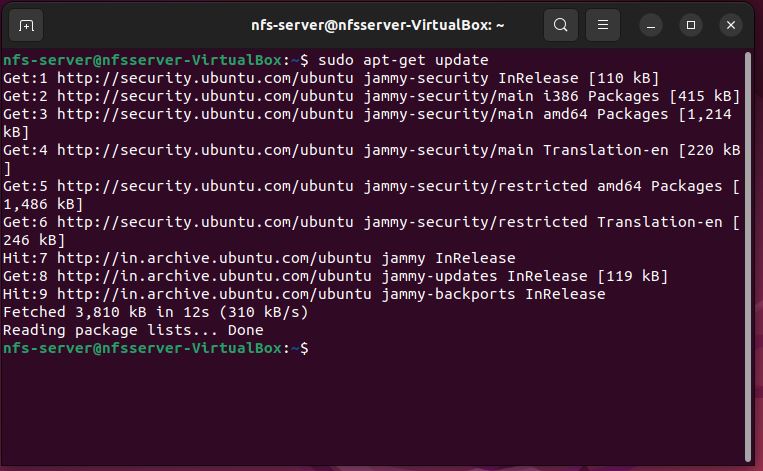 nfs-server@nfsserver-VirtualBox: ~
nfs-server@nfsserver-VirtualBox:~$ sudo apt-get update
Get:1 http://security.ubuntu.com/ubuntu jammy-security InRelease [110 kB]
Get:2 http://security.ubuntu.com/ubuntu jammy-security/main i386 Packages [415 kB]
Get:3 http://security.ubuntu.com/ubuntu jammy-security/main amd64 Packages [1,214
kB]
Get:4 http://security.ubuntu.com/ubuntu jammy-security/main Translation-en [220 kB
]
Get:5 http://security.ubuntu.com/ubuntu jammy-security/restricted amd64 Packages [
1,486 kB]
Get:6 http://security.ubuntu.com/ubuntu jammy-security/restricted Translation-en [
246 kB]
Hit:7 http://in.archive.ubuntu.com/ubuntu jammy InRelease
Get:8 http://in.archive.ubuntu.com/ubuntu jammy-updates InRelease [119 kB]
Hit:9 http://in.archive.ubuntu.com/ubuntu jammy-backports InRelease
Fetched 3,810 kB in 12s (310 kB/s)
Reading package lists... Done
nfs-server@nfsserver-VirtualBox:~$